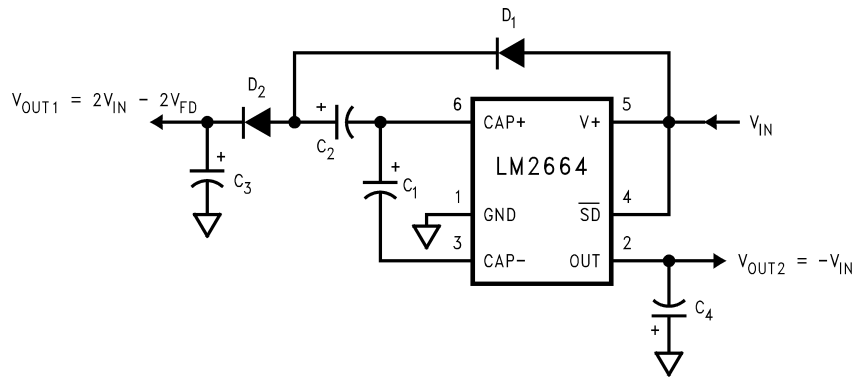 D1
VOUT1 = 2VIN - 2VFD
D2
+
C2
6
CAP+
V+
5
VIN
+
C3
+
C1
LM2664
1
GND
SD
4
3
CAP-
OUT
2
VOUT2 = -VIN
C4
+